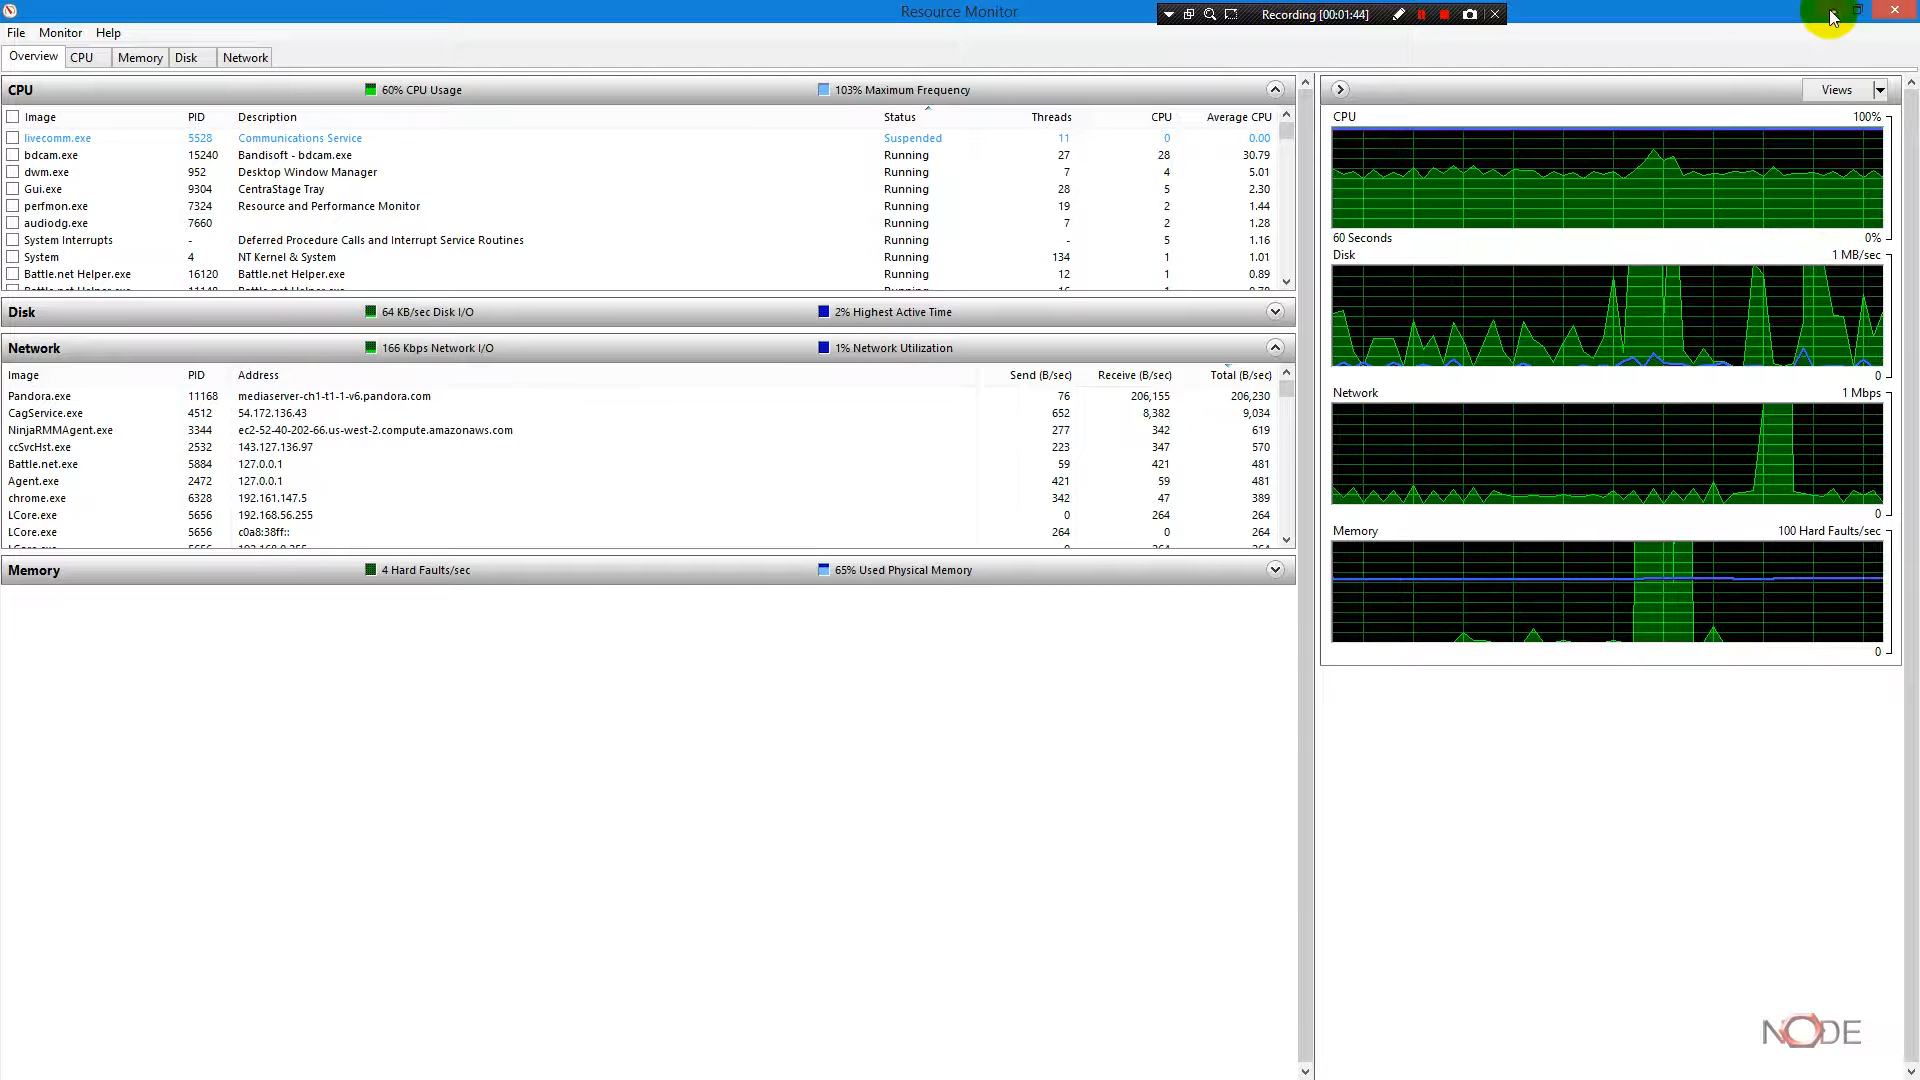 Resource Monitor
Recording [00:01:44]
File Monitor Help
Overview CPU Memory Disk Network
CPU 60% CPU Usage 103% Maximum Frequency
Image PID Description Status Threads CPU Average CPU
livecomm.exe 5528 Communications Service Suspended 11 0 0.00
bdcam.exe 15240 Bandisoft - bdcam.exe Running 27 28 30.79
dwm.exe 952 Desktop Window Manager Running 7 4 5.01
Gui.exe 9304 CentraStage Tray Running 28 5 2.30
perfmon.exe 7324 Resource and Performance Monitor Running 19 2 1.44
audiodg.exe 7660 Running 7 2 1.28
System Interrupts - Deferred Procedure Calls and Interrupt Service Routines Running - 5 1.16
System 4 NT Kernel & System Running 134 1 1.01
Battle.net Helper.exe 16120 Battle.net Helper.exe Running 12 1 0.89
Disk 64 KB/sec Disk I/O 2% Highest Active Time
Network 166 Kbps Network I/O 1% Network Utilization
Image PID Address Send (B/sec) Receive (B/sec) Total (B/sec)
Pandora.exe 11168 mediaserver-ch1-t1-1-v6.pandora.com 76 206,155 206,230
CagService.exe 4512 54.172.136.43 652 8,382 9,034
NinjaRMMAgent.exe 3344 ec2-52-40-202-66.us-west-2.compute.amazonaws.com 277 342 619
ccSvcHst.exe 2532 143.127.136.97 223 347 570
Battle.net.exe 5884 127.0.0.1 59 421 481
Agent.exe 2472 127.0.0.1 421 59 481
chrome.exe 6328 192.161.147.5 342 47 389
LCore.exe 5656 192.168.56.255 0 264 264
LCore.exe 5656 c0a8:38ff:: 264 0 264
Memory 4 Hard Faults/sec 65% Used Physical Memory
Views
CPU 100%
60 Seconds 0%
Disk 1 MB/sec
0
Network 1 Mbps
0
Memory 100 Hard Faults/sec
0
NODE